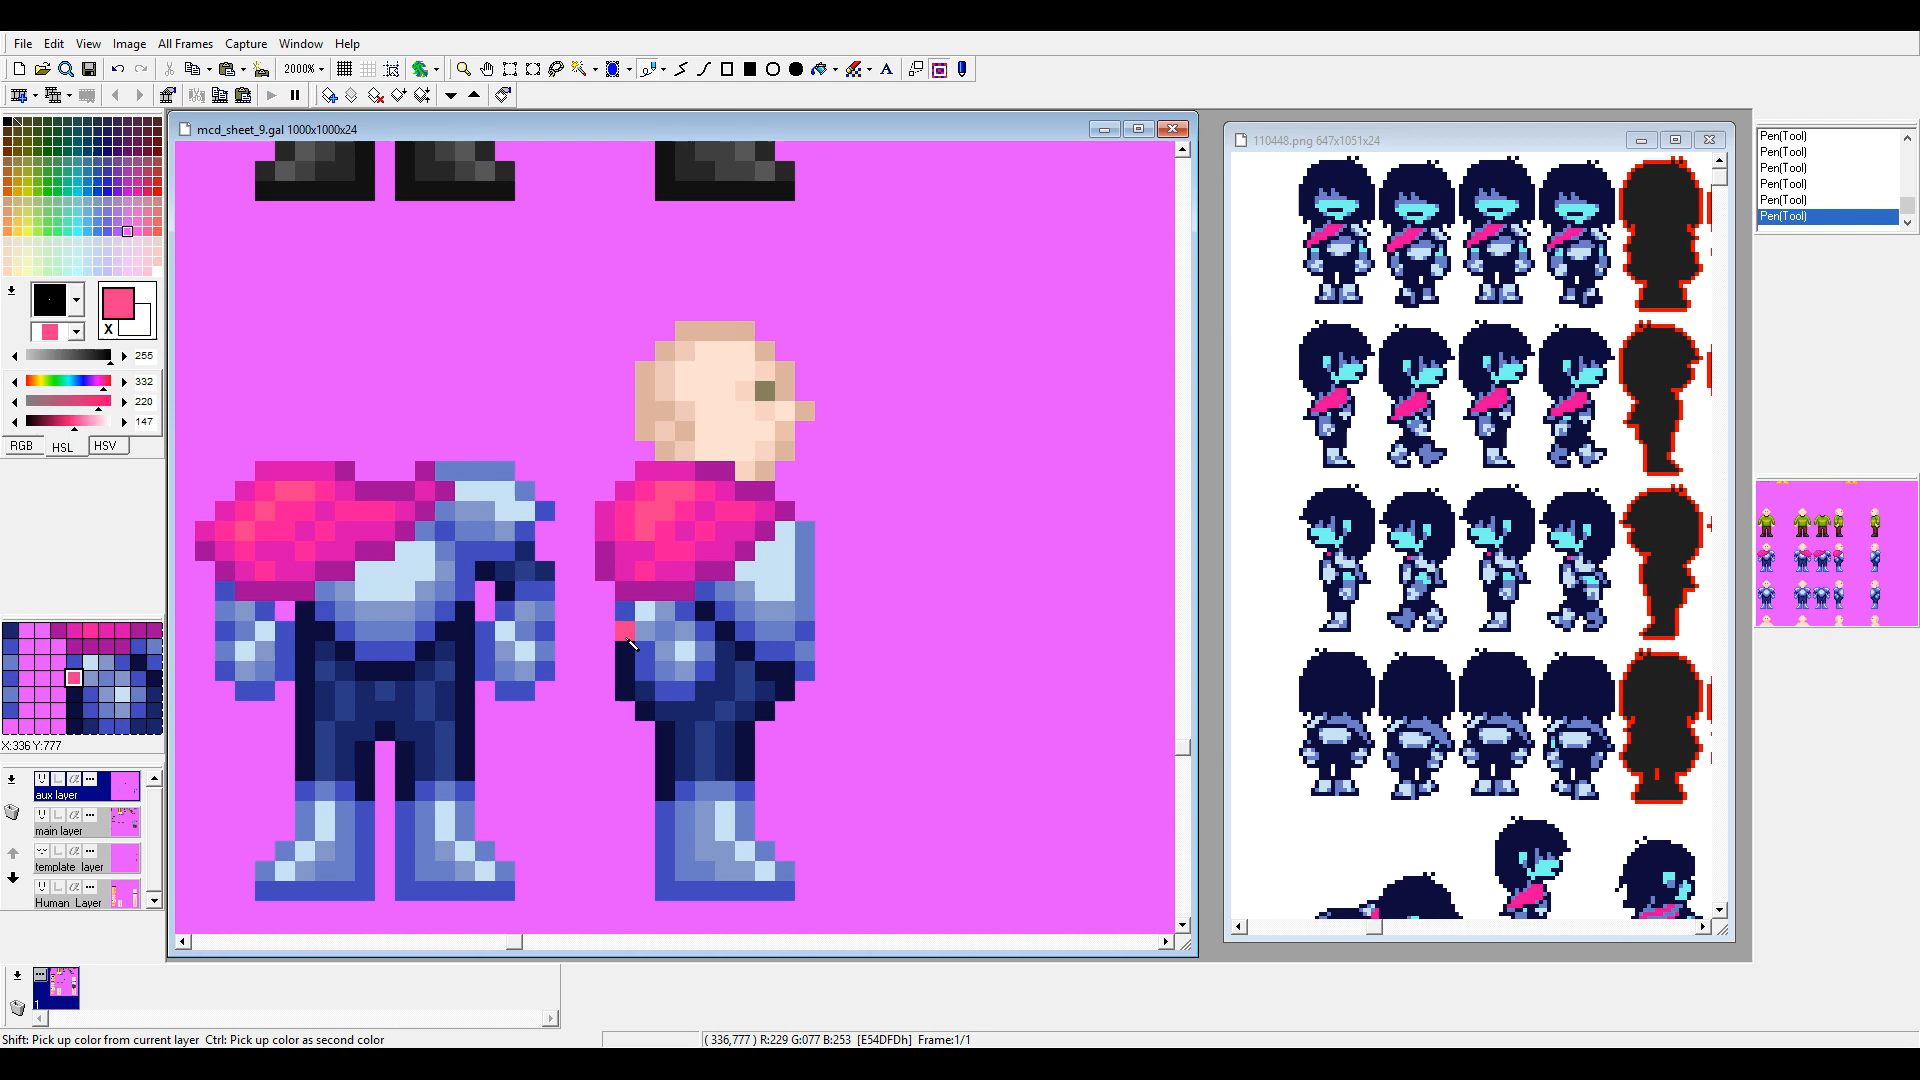 File Edit View Image All Frames Capture Window Help
2000%
mcd_sheet_9.gal 1000x1000x24
110448.png 647x1051x24
Pen(Tool)
Pen(Tool)
Pen(Tool)
Pen(Tool)
Pen(Tool)
Pen(Tool)
X
255
332
220
147
RGB HSL HSV
X:336 Y:777
aux layer
main layer
template layer
Human Layer
1
Shift: Pick up color from current layer Ctrl: Pick up color as second color
( 336,777 ) R:229 G:077 B:253 [E54DFDh] Frame:1/1